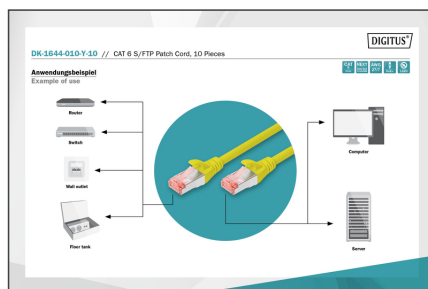 DIGITUS®
DK-1644-010-Y-10 // CAT 6 S/FTP Patch Cord, 10 Pieces
Anwendungsbeispiel
Example of use
Router
Switch
Wall outlet
Floor tank
Computer
Server